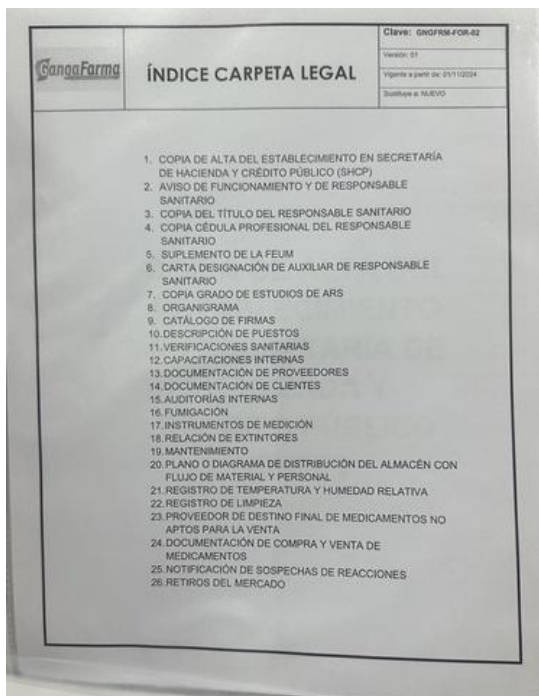 GangaFarma
ÍNDICE CARPETA LEGAL
Clave: GNGFRM-FOR-02
Versión: 01
Vigente a partir de: 01/11/2024
Sustituye a: NUEVO
1. COPIA DE ALTA DEL ESTABLECIMIENTO EN SECRETARÍA
DE HACIENDA Y CRÉDITO PÚBLICO (SHCP)
2. AVISO DE FUNCIONAMIENTO Y DE RESPONSABLE
SANITARIO
3. COPIA DEL TÍTULO DEL RESPONSABLE SANITARIO
4. COPIA CÉDULA PROFESIONAL DEL RESPONSABLE
SANITARIO
5. SUPLEMENTO DE LA FEUM
6. CARTA DESIGNACIÓN DE AUXILIAR DE RESPONSABLE
SANITARIO
7. COPIA GRADO DE ESTUDIOS DE ARS
8. ORGANIGRAMA
9. CATÁLOGO DE FIRMAS
10. DESCRIPCIÓN DE PUESTOS
11. VERIFICACIONES SANITARIAS
12. CAPACITACIONES INTERNAS
13. DOCUMENTACIÓN DE PROVEEDORES
14. DOCUMENTACIÓN DE CLIENTES
15. AUDITORÍAS INTERNAS
16. FUMIGACIÓN
17. INSTRUMENTOS DE MEDICIÓN
18. RELACIÓN DE EXTINTORES
19. MANTENIMIENTO
20. PLANO O DIAGRAMA DE DISTRIBUCIÓN DEL ALMACÉN CON
FLUJO DE MATERIAL Y PERSONAL
21. REGISTRO DE TEMPERATURA Y HUMEDAD RELATIVA
22. REGISTRO DE LIMPIEZA
23. PROVEEDOR DE DESTINO FINAL DE MEDICAMENTOS NO
APTOS PARA LA VENTA
24. DOCUMENTACIÓN DE COMPRA Y VENTA DE
MEDICAMENTOS
25. NOTIFICACIÓN DE SOSPECHAS DE REACCIONES
26. RETIROS DEL MERCADO